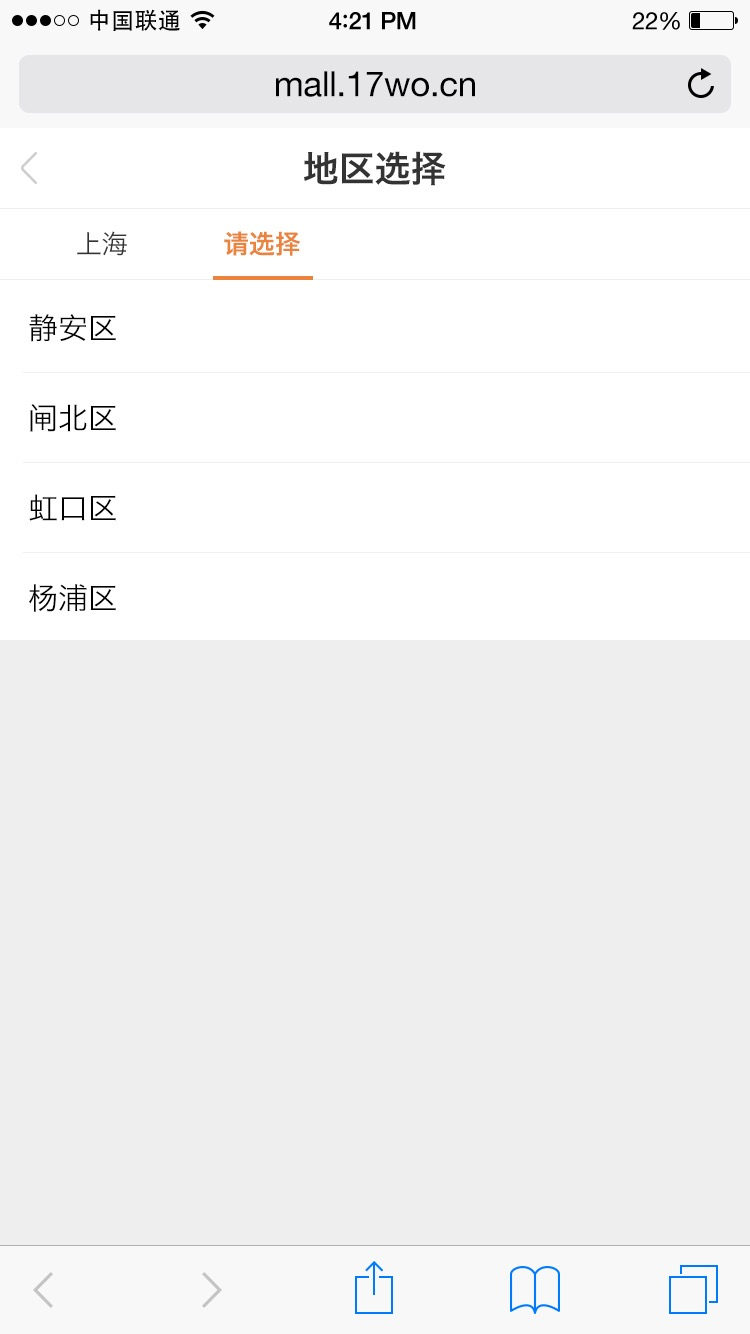 中国联通 4:21 PM 22%
mall.17wo.cn
地区选择
上海 请选择
静安区
闸北区
虹口区
杨浦区